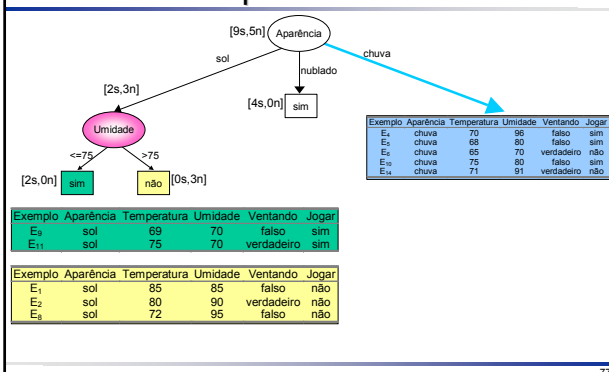 [9s,5n] Aparência
sol
nublado
chuva
[2s,3n]
[4s,0n] sim
Umidade
<=75 >75
[2s,0n] sim não [0s,3n]
Exemplo Aparência Temperatura Umidade Ventando Jogar
E4 chuva 70 96 falso sim
E5 chuva 68 80 falso sim
E6 chuva 65 70 verdadeiro não
E10 chuva 75 80 falso sim
E14 chuva 71 91 verdadeiro não
Exemplo Aparência Temperatura Umidade Ventando Jogar
E9 sol 69 70 falso sim
E11 sol 75 70 verdadeiro sim
Exemplo Aparência Temperatura Umidade Ventando Jogar
E1 sol 85 85 falso não
E2 sol 80 90 verdadeiro não
E8 sol 72 95 falso não